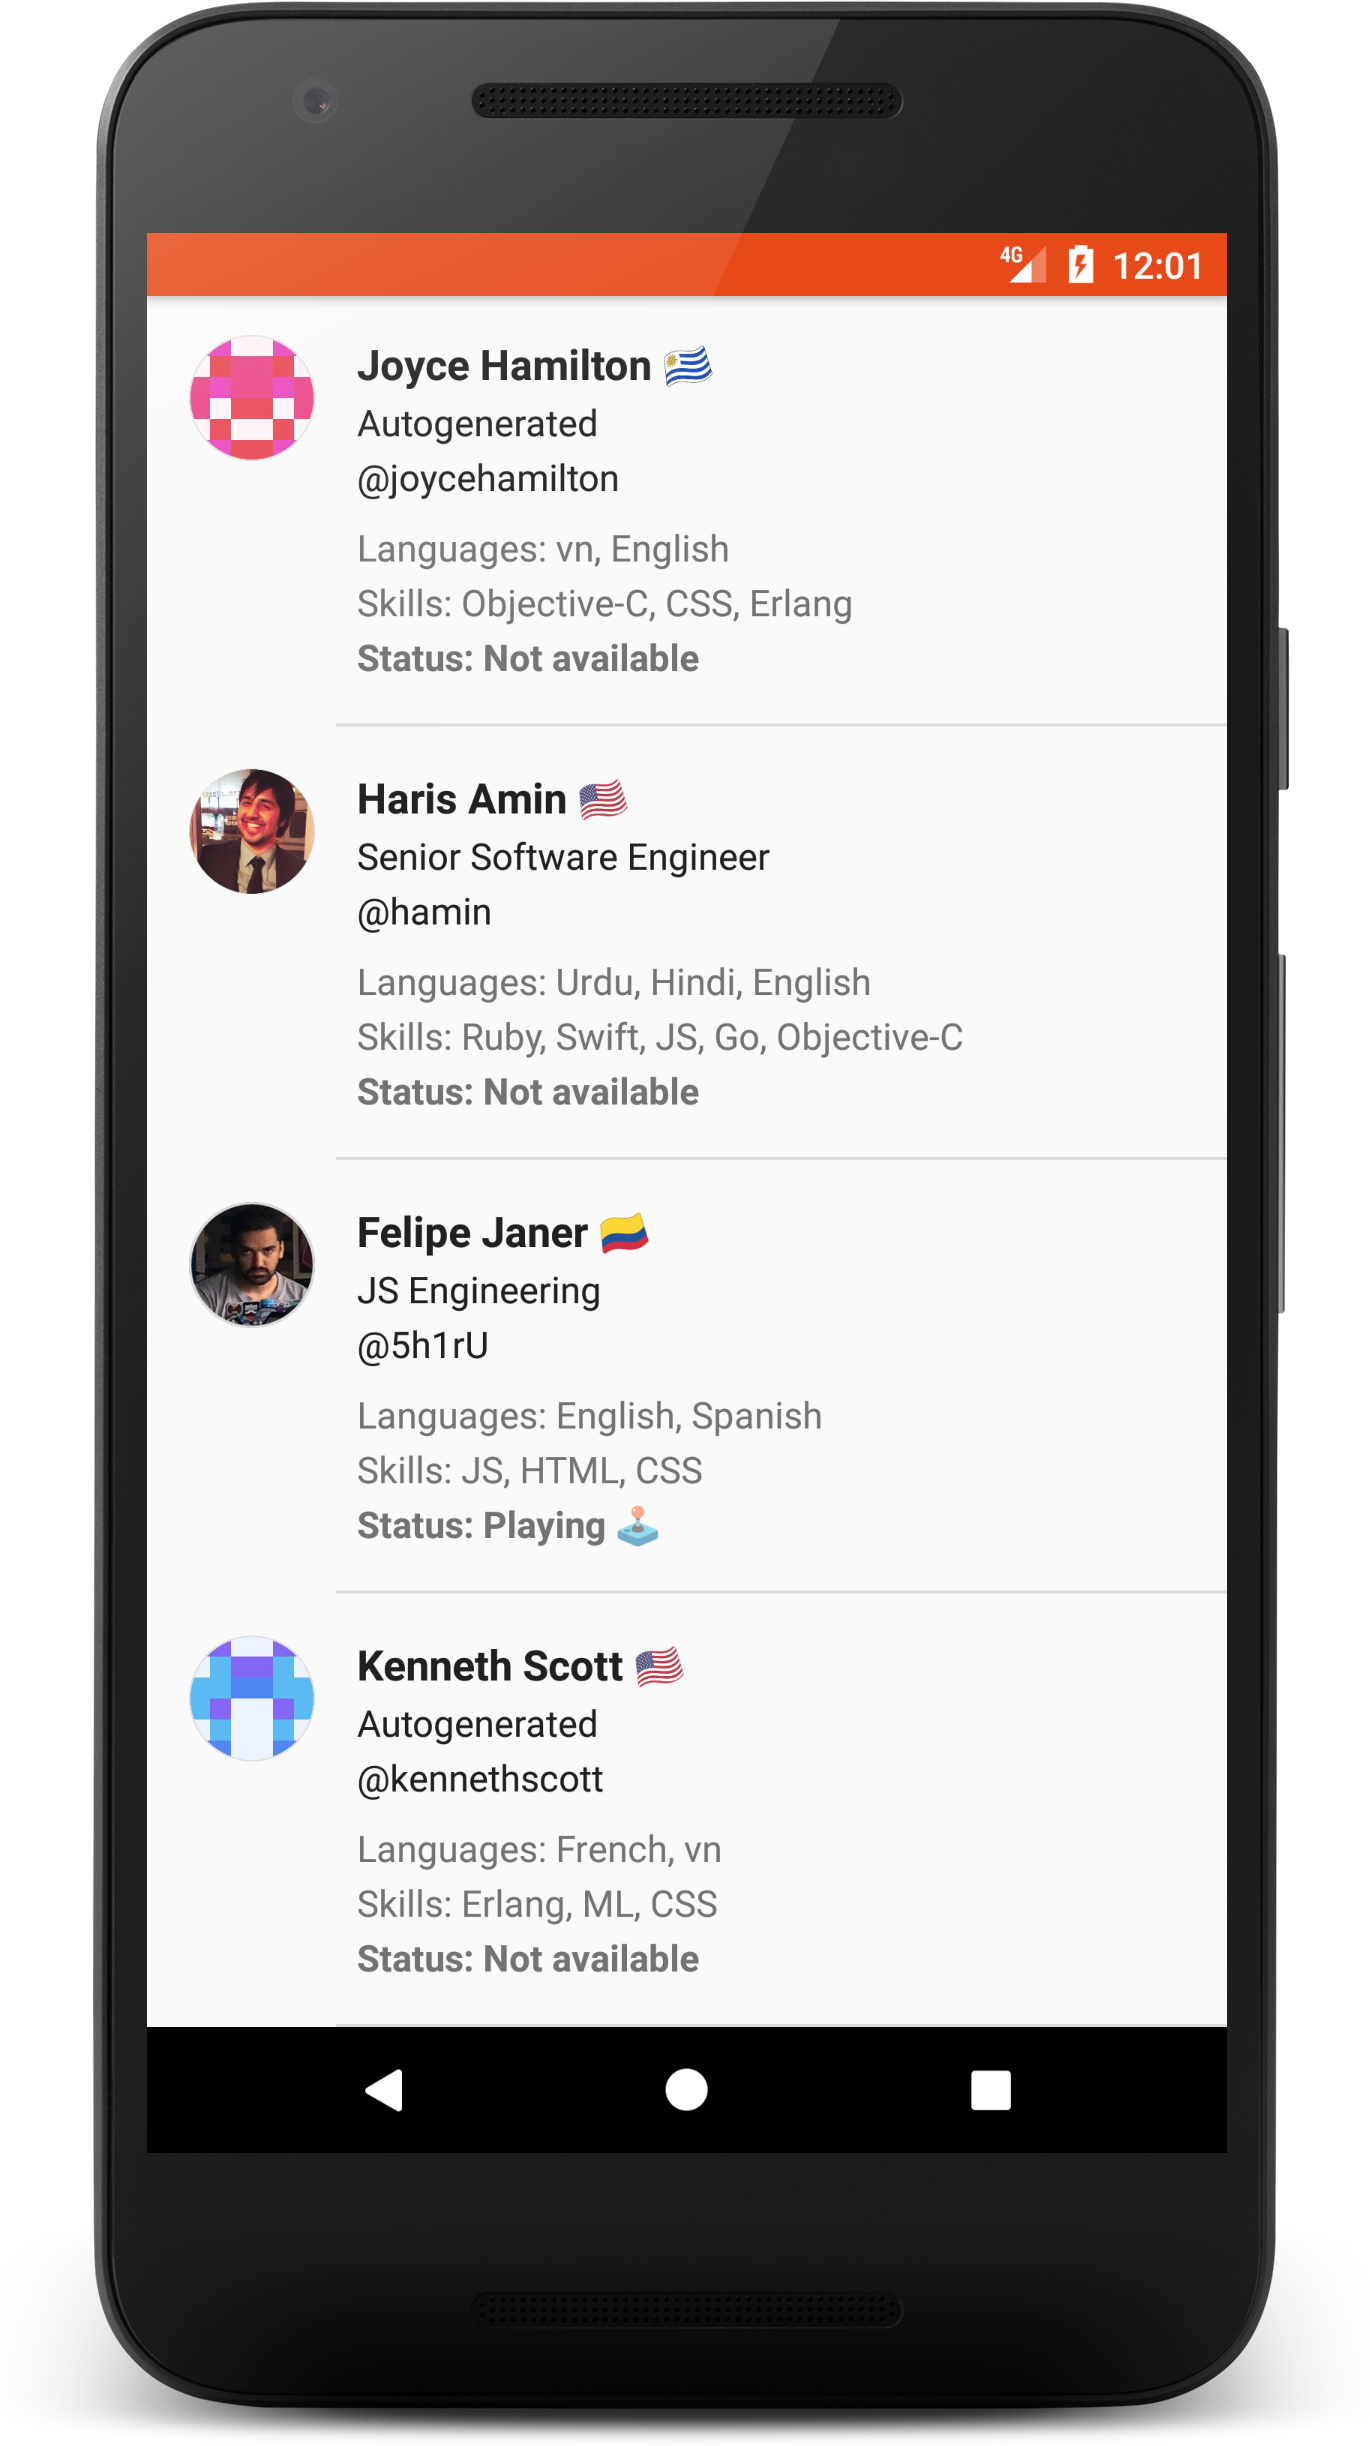 4G 12:01
Joyce Hamilton 🇺🇾
Autogenerated
@joycehamilton
Languages: vn, English
Skills: Objective-C, CSS, Erlang
Status: Not available
Haris Amin 🇺🇸
Senior Software Engineer
@hamin
Languages: Urdu, Hindi, English
Skills: Ruby, Swift, JS, Go, Objective-C
Status: Not available
Felipe Janer 🇨🇴
JS Engineering
@5h1rU
Languages: English, Spanish
Skills: JS, HTML, CSS
Status: Playing 🕹️
Kenneth Scott 🇺🇸
Autogenerated
@kennethscott
Languages: French, vn
Skills: Erlang, ML, CSS
Status: Not available